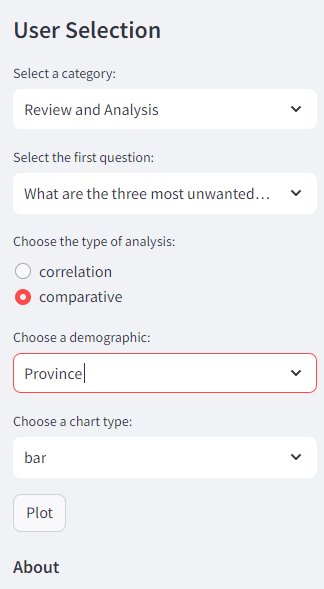 User Selection
Select a category:
Review and Analysis
Select the first question:
What are the three most unwanted...
Choose the type of analysis:
correlation
comparative
Choose a demographic:
Province
Choose a chart type:
bar
Plot
About